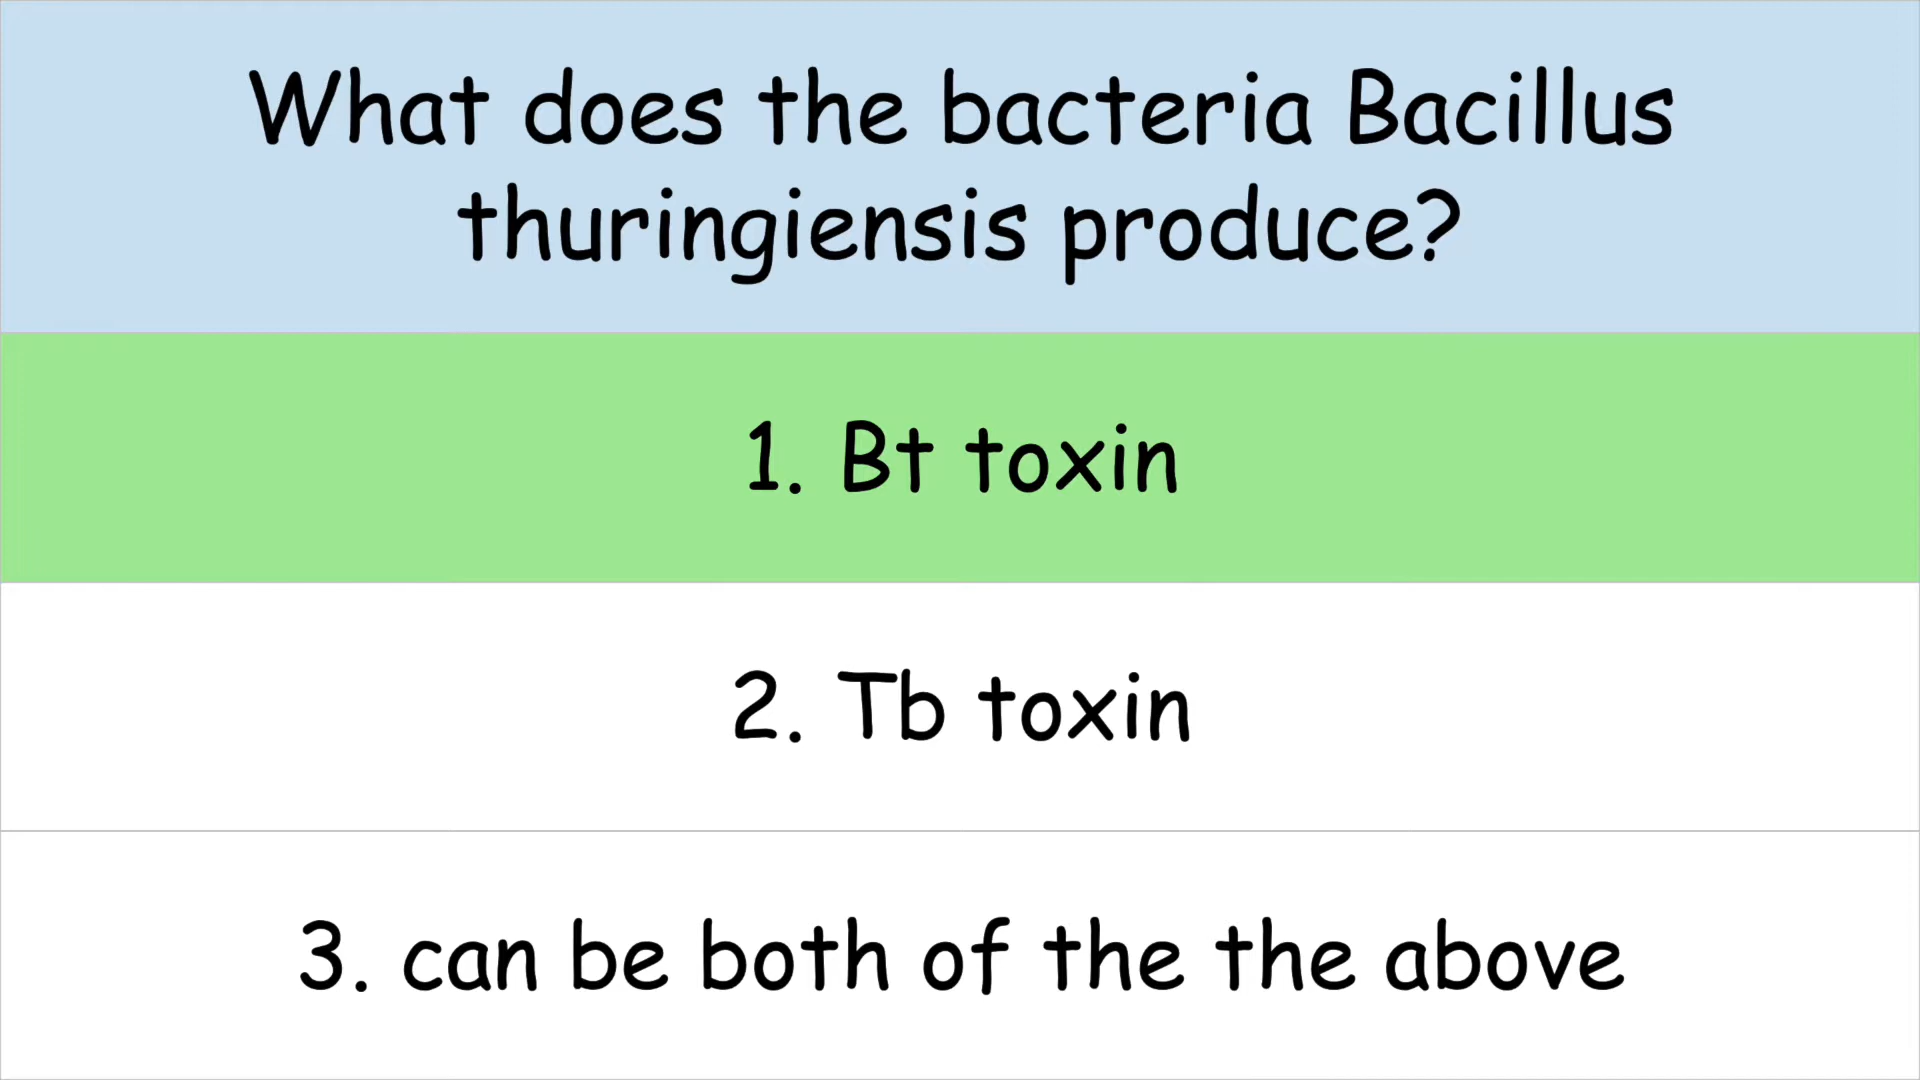 What does the bacteria Bacillus
thuringiensis produce?
1. Bt toxin
2. Tb toxin
3. can be both of the the above